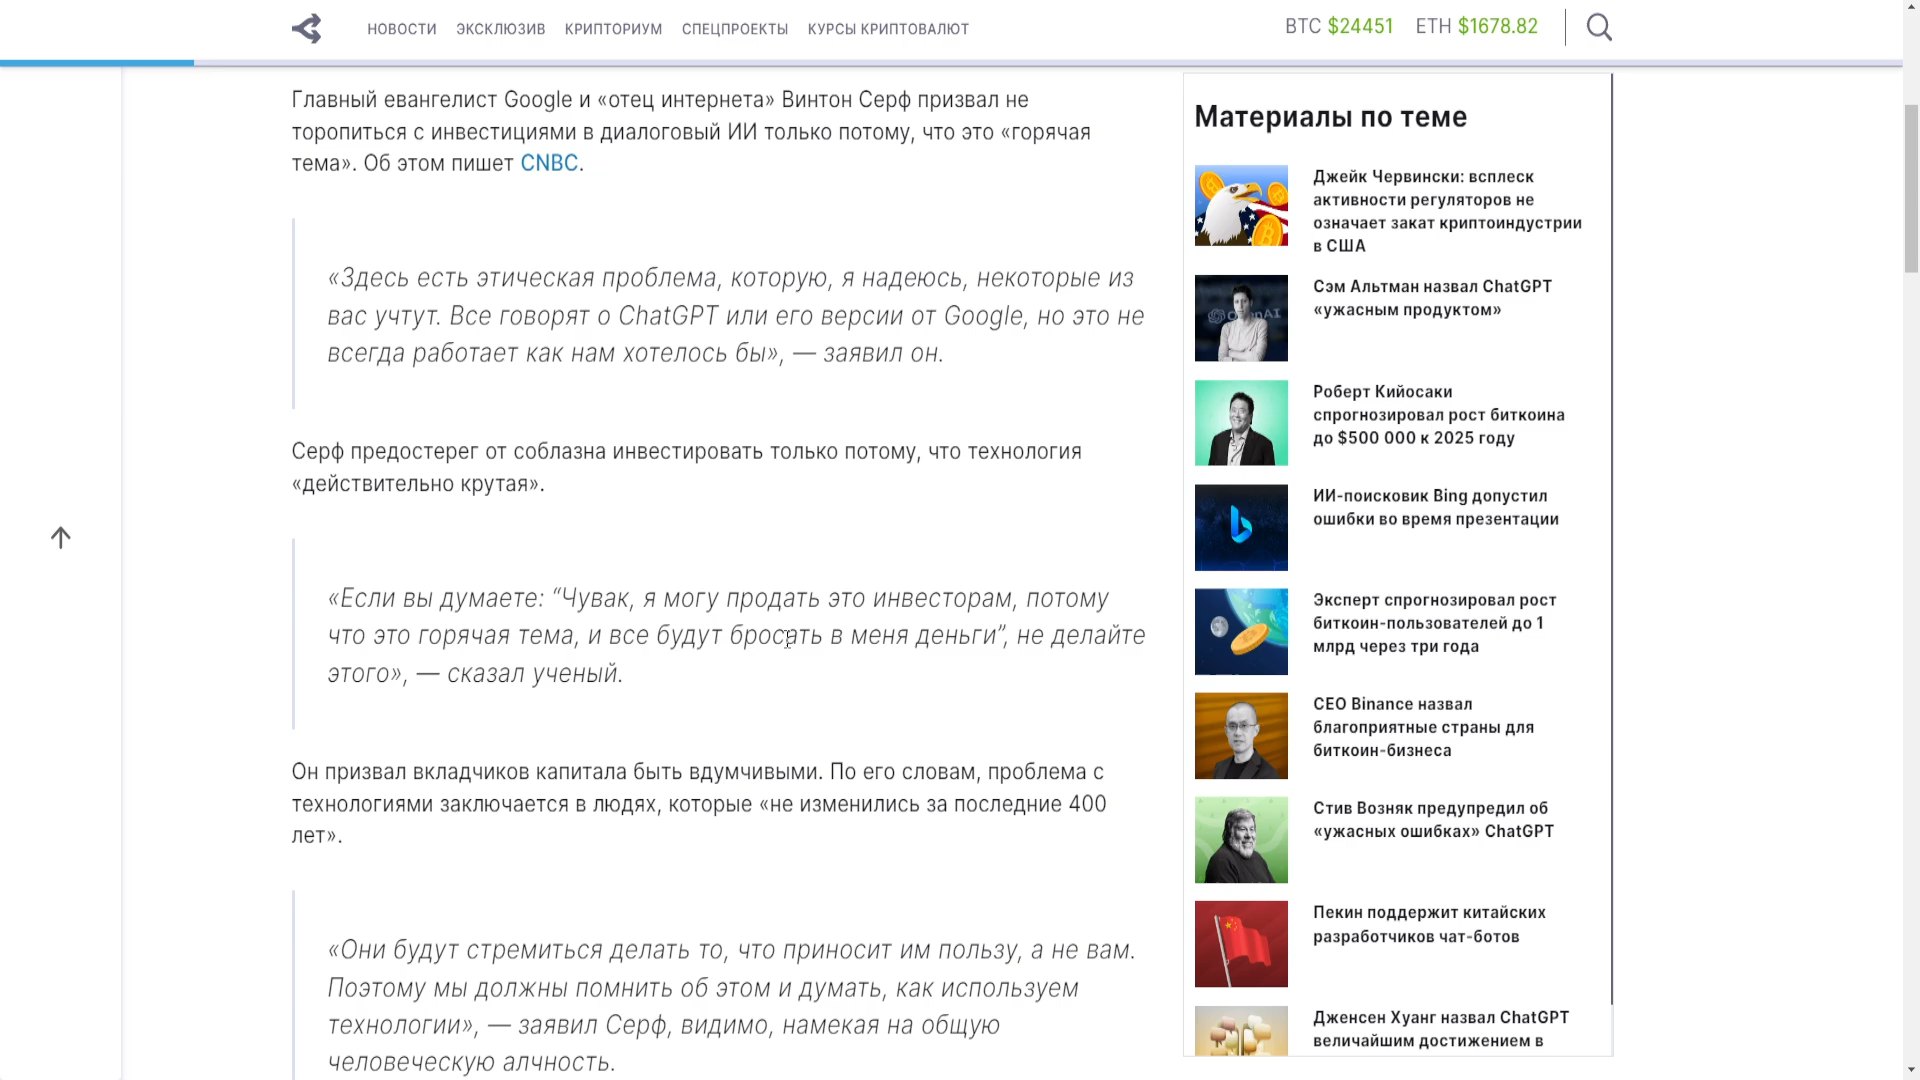 НОВОСТИ ЭКСКЛЮЗИВ КРИПТОРИУМ СПЕЦПРОЕКТЫ КУРСЫ КРИПТОВАЛЮТ
BTC $24451 ETH $1678.82
Главный евангелист Google и «отец интернета» Винтон Серф призвал не
торопиться с инвестициями в диалоговый ИИ только потому, что это «горячая
тема». Об этом пишет CNBC.
«Здесь есть этическая проблема, которую, я надеюсь, некоторые из
вас учтут. Все говорят о ChatGPT или его версии от Google, но это не
всегда работает как нам хотелось бы», — заявил он.
Серф предостерег от соблазна инвестировать только потому, что технология
«действительно крутая».
«Если вы думаете: “Чувак, я могу продать это инвесторам, потому
что это горячая тема, и все будут бросать в меня деньги”, не делайте
этого», — сказал ученый.
Он призвал вкладчиков капитала быть вдумчивыми. По его словам, проблема с
технологиями заключается в людях, которые «не изменились за последние 400
лет».
«Они будут стремиться делать то, что приносит им пользу, а не вам.
Поэтому мы должны помнить об этом и думать, как используем
технологии», — заявил Серф, видимо, намекая на общую
человеческую алчность.
Материалы по теме
Джейк Червински: всплеск
активности регуляторов не
означает закат криптоиндустрии
в США
Сэм Альтман назвал ChatGPT
«ужасным продуктом»
Роберт Кийосаки
спрогнозировал рост биткоина
до $500 000 к 2025 году
ИИ-поисковик Bing допустил
ошибки во время презентации
Эксперт спрогнозировал рост
биткоин-пользователей до 1
млрд через три года
CEO Binance назвал
благоприятные страны для
биткоин-бизнеса
Стив Возняк предупредил об
«ужасных ошибках» ChatGPT
Пекин поддержит китайских
разработчиков чат-ботов
Дженсен Хуанг назвал ChatGPT
величайшим достижением в